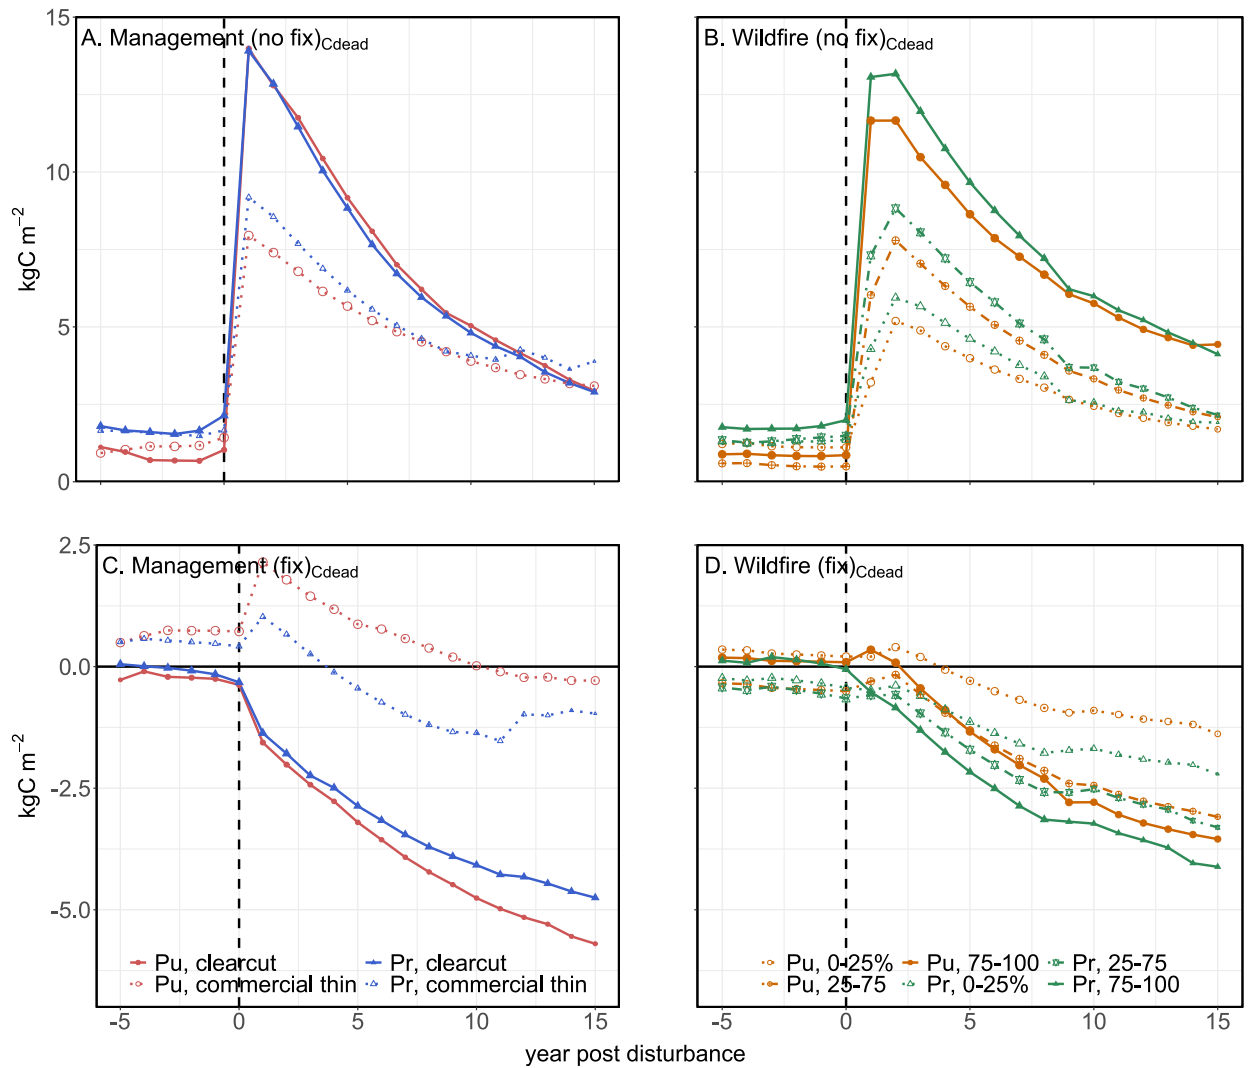 A. Management (no fix)Cdead
B. Wildfire (no fix)Cdead
15
10
5
0
kgC m−2
C. Management (fix)Cdead
D. Wildfire (fix)Cdead
2.5
0.0
-2.5
-5.0
kgC m−2
Pu, clearcut
Pr, clearcut
Pu, commercial thin
Pr, commercial thin
Pu, 0-25%
Pu, 75-100
Pr, 25-75
Pu, 25-75
Pr, 0-25%
Pr, 75-100
-5 0 5 10 15
-5 0 5 10 15
year post disturbance